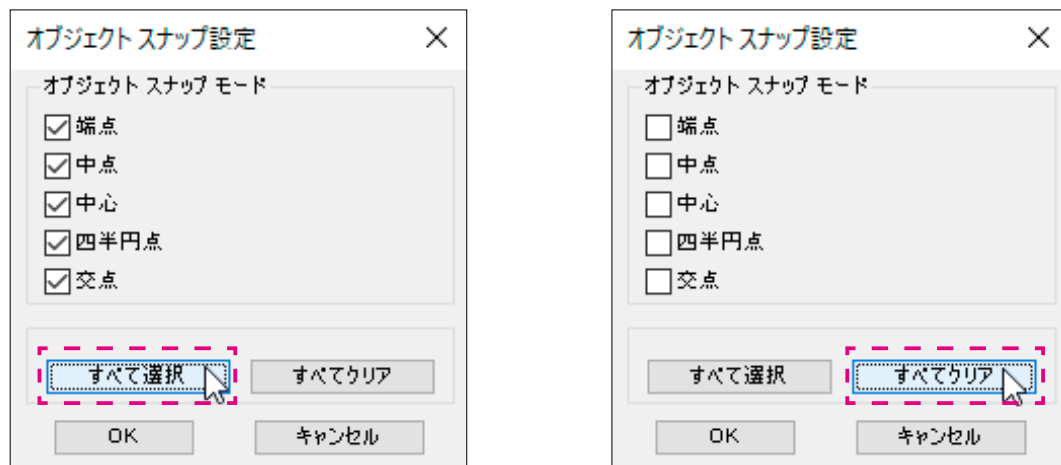 オブジェクト スナップ設定
オブジェクト スナップ モード
端点
中点
中心
四半円点
交点
すべて選択 すべてクリア
OK キャンセル
オブジェクト スナップ設定
オブジェクト スナップ モード
端点
中点
中心
四半円点
交点
すべて選択 すべてクリア
OK キャンセル